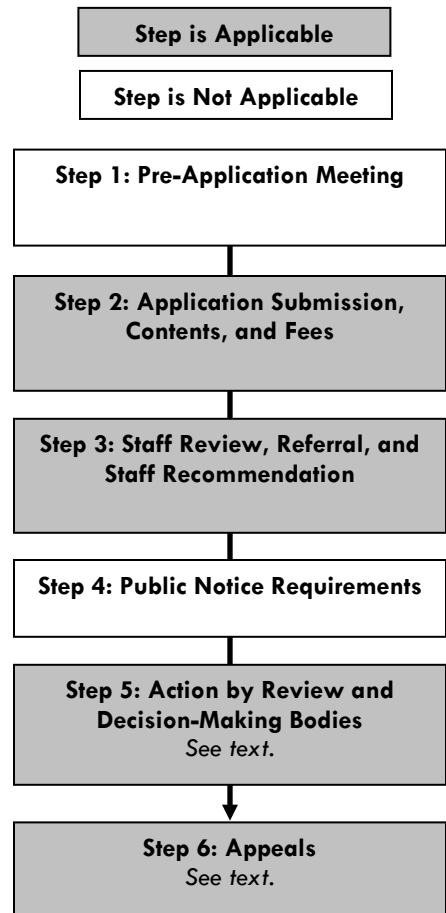 Step is Applicable
Step is Not Applicable
Step 1: Pre-Application Meeting
Step 2: Application Submission,
Contents, and Fees
Step 3: Staff Review, Referral, and
Staff Recommendation
Step 4: Public Notice Requirements
Step 5: Action by Review and
Decision-Making Bodies
See text.
Step 6: Appeals
See text.